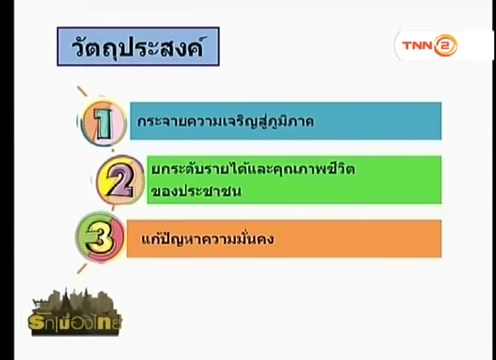 วัตถุประสงค์
TNN 2
1
กระจายความเจริญสู่ภูมิภาค
2
ยกระดับรายได้และคุณภาพชีวิต
ของประชาชน
3
แก้ปัญหาความมั่นคง
รักเมืองไทย